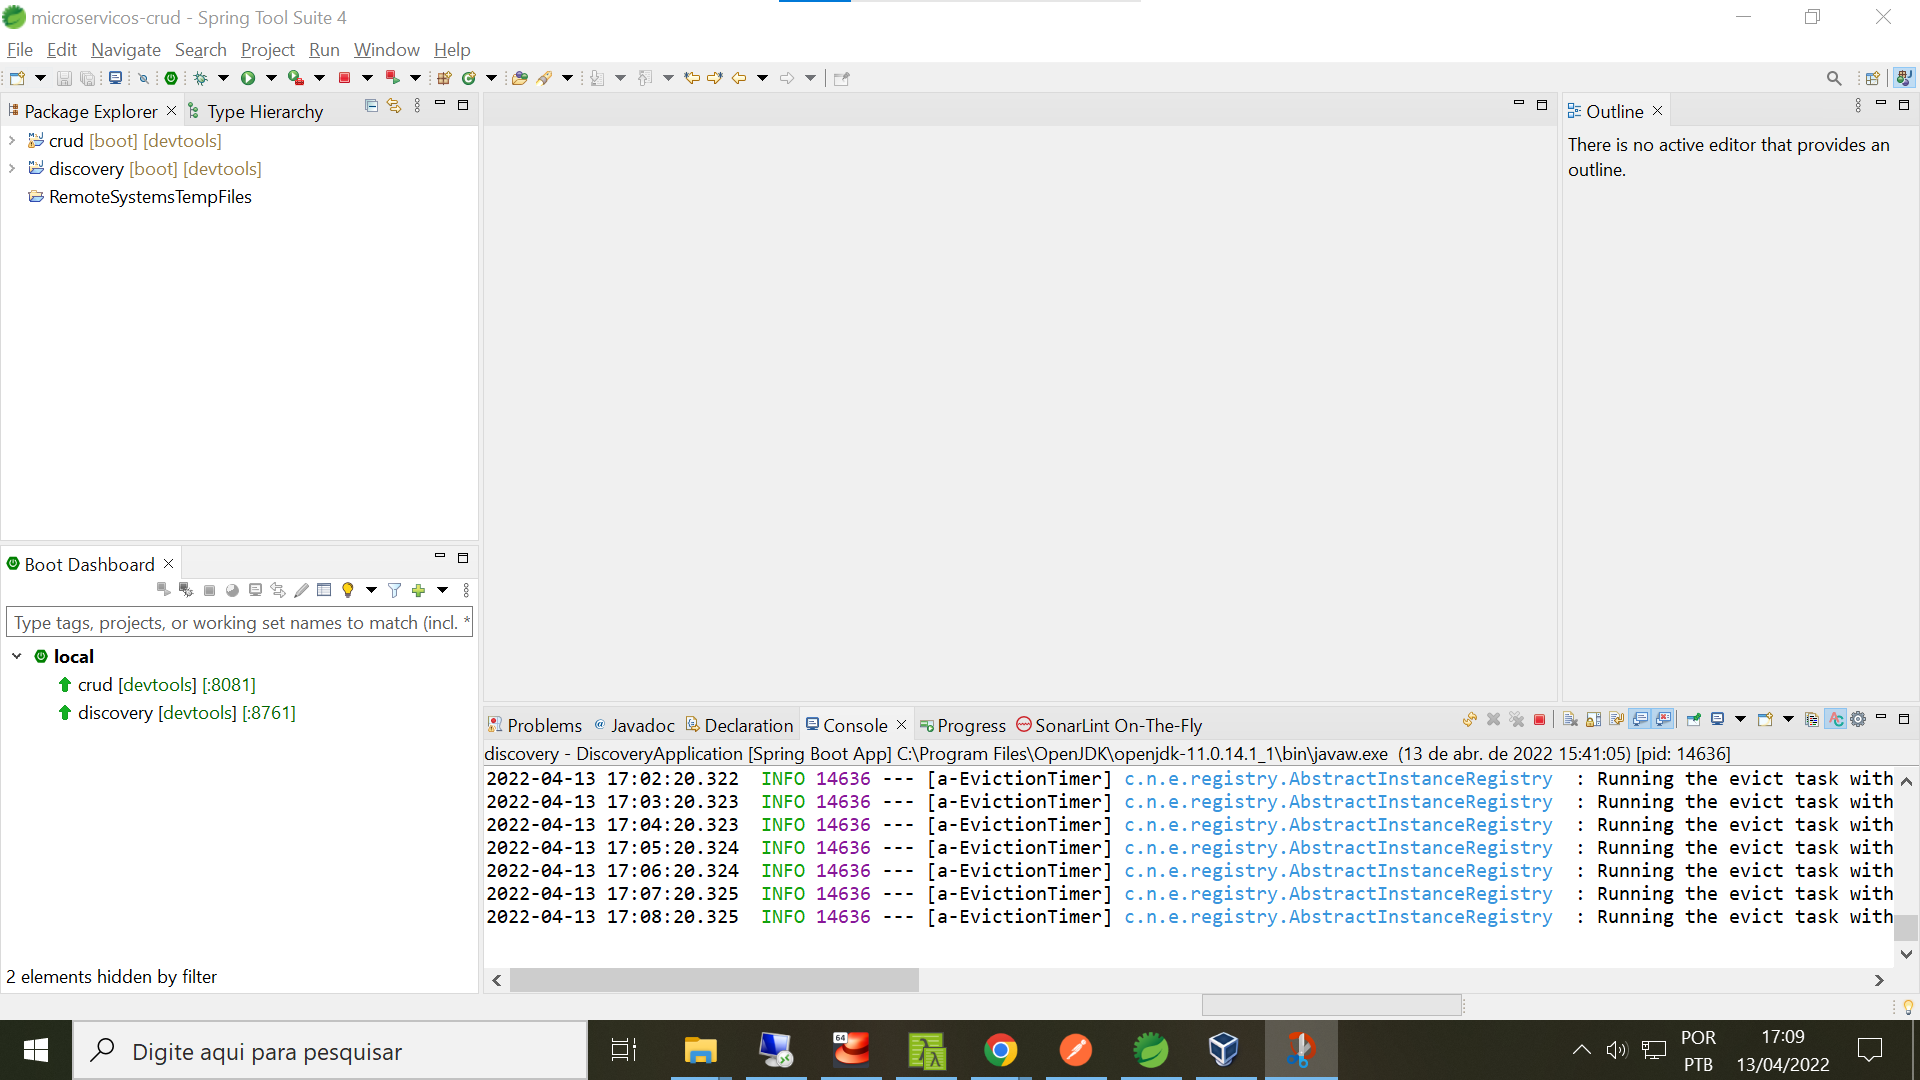 microservicos-crud - Spring Tool Suite 4
File Edit Navigate Search Project Run Window Help
Package Explorer Type Hierarchy
crud [boot] [devtools]
discovery [boot] [devtools]
RemoteSystemsTempFiles
Outline
There is no active editor that provides an
outline.
Boot Dashboard
Type tags, projects, or working set names to match (incl. *
local
crud [devtools] [:8081]
discovery [devtools] [:8761]
2 elements hidden by filter
Problems @ Javadoc Declaration Console Progress SonarLint On-The-Fly
discovery - DiscoveryApplication [Spring Boot App] C:\Program Files\OpenJDK\openjdk-11.0.14.1_1\bin\javaw.exe (13 de abr. de 2022 15:41:05) [pid: 14636]
2022-04-13 17:02:20.322 INFO 14636 --- [a-EvictionTimer] c.n.e.registry.AbstractInstanceRegistry : Running the evict task with
2022-04-13 17:03:20.323 INFO 14636 --- [a-EvictionTimer] c.n.e.registry.AbstractInstanceRegistry : Running the evict task with
2022-04-13 17:04:20.323 INFO 14636 --- [a-EvictionTimer] c.n.e.registry.AbstractInstanceRegistry : Running the evict task with
2022-04-13 17:05:20.324 INFO 14636 --- [a-EvictionTimer] c.n.e.registry.AbstractInstanceRegistry : Running the evict task with
2022-04-13 17:06:20.324 INFO 14636 --- [a-EvictionTimer] c.n.e.registry.AbstractInstanceRegistry : Running the evict task with
2022-04-13 17:07:20.325 INFO 14636 --- [a-EvictionTimer] c.n.e.registry.AbstractInstanceRegistry : Running the evict task with
2022-04-13 17:08:20.325 INFO 14636 --- [a-EvictionTimer] c.n.e.registry.AbstractInstanceRegistry : Running the evict task with
Digite aqui para pesquisar
64
POR
PTB
17:09
13/04/2022